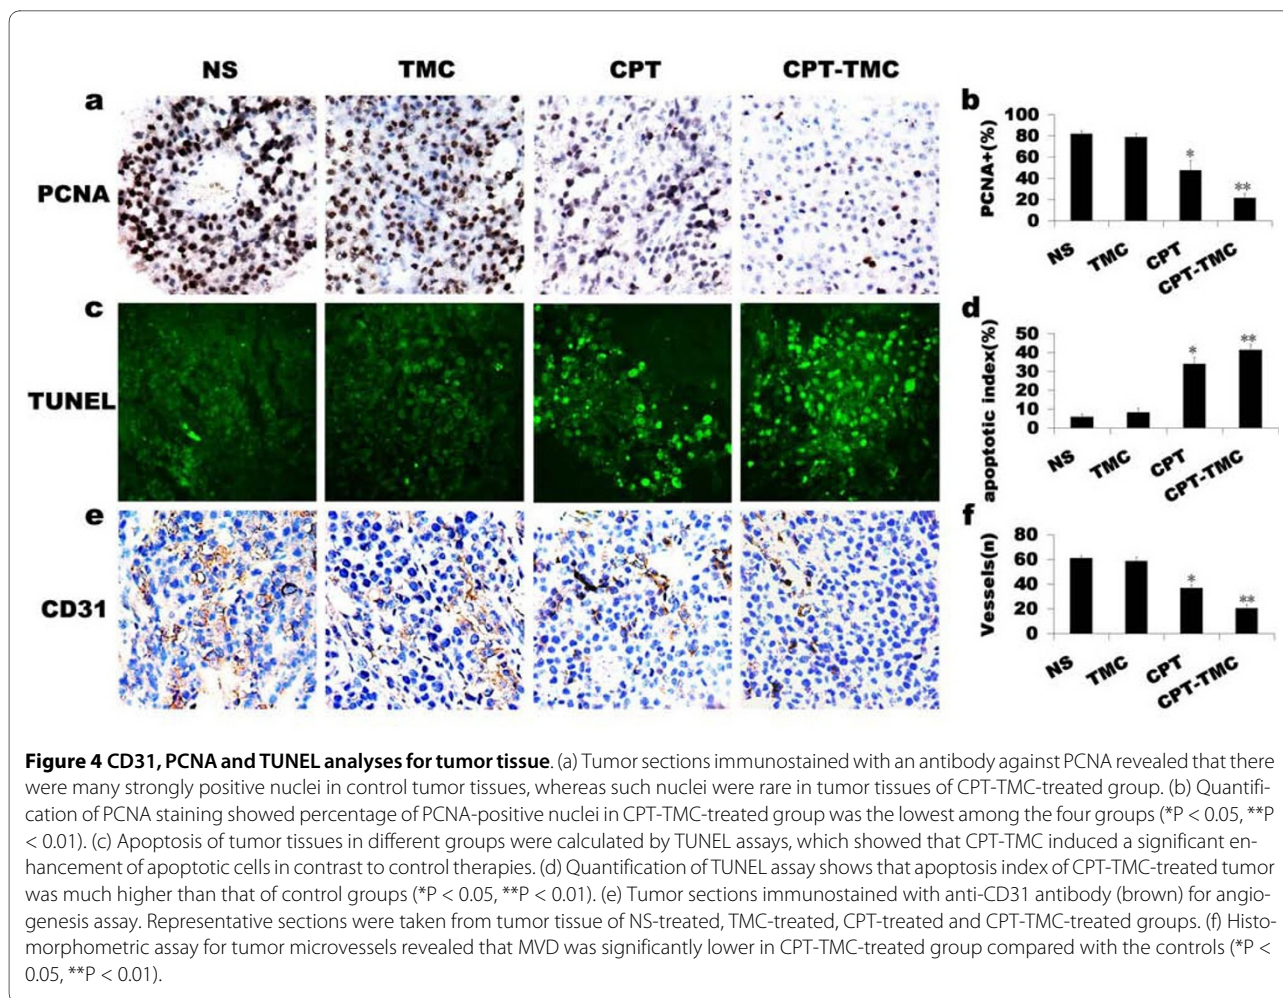 NS TMC CPT CPT-TMC
a
PCNA
b
PCNA+(%)
100
80
60
40
20
0
*
**
NS
TMC
CPT
CPT-TMC
c
TUNEL
d
apoptotic index(%)
50
40
30
20
10
0
*
**
NS
TMC
CPT
CPT-TMC
e
CD31
f
Vessels(n)
80
60
40
20
0
*
**
NS
TMC
CPT
CPT-TMC
Figure 4 CD31, PCNA and TUNEL analyses for tumor tissue. (a) Tumor sections immunostained with an antibody against PCNA revealed that there
were many strongly positive nuclei in control tumor tissues, whereas such nuclei were rare in tumor tissues of CPT-TMC-treated group. (b) Quantifi-
cation of PCNA staining showed percentage of PCNA-positive nuclei in CPT-TMC-treated group was the lowest among the four groups (*P < 0.05, **P
< 0.01). (c) Apoptosis of tumor tissues in different groups were calculated by TUNEL assays, which showed that CPT-TMC induced a significant en-
hancement of apoptotic cells in contrast to control therapies. (d) Quantification of TUNEL assay shows that apoptosis index of CPT-TMC-treated tumor
was much higher than that of control groups (*P < 0.05, **P < 0.01). (e) Tumor sections immunostained with anti-CD31 antibody (brown) for angio-
genesis assay. Representative sections were taken from tumor tissue of NS-treated, TMC-treated, CPT-treated and CPT-TMC-treated groups. (f) Histo-
morphometric assay for tumor microvessels revealed that MVD was significantly lower in CPT-TMC-treated group compared with the controls (*P <
0.05, **P < 0.01).